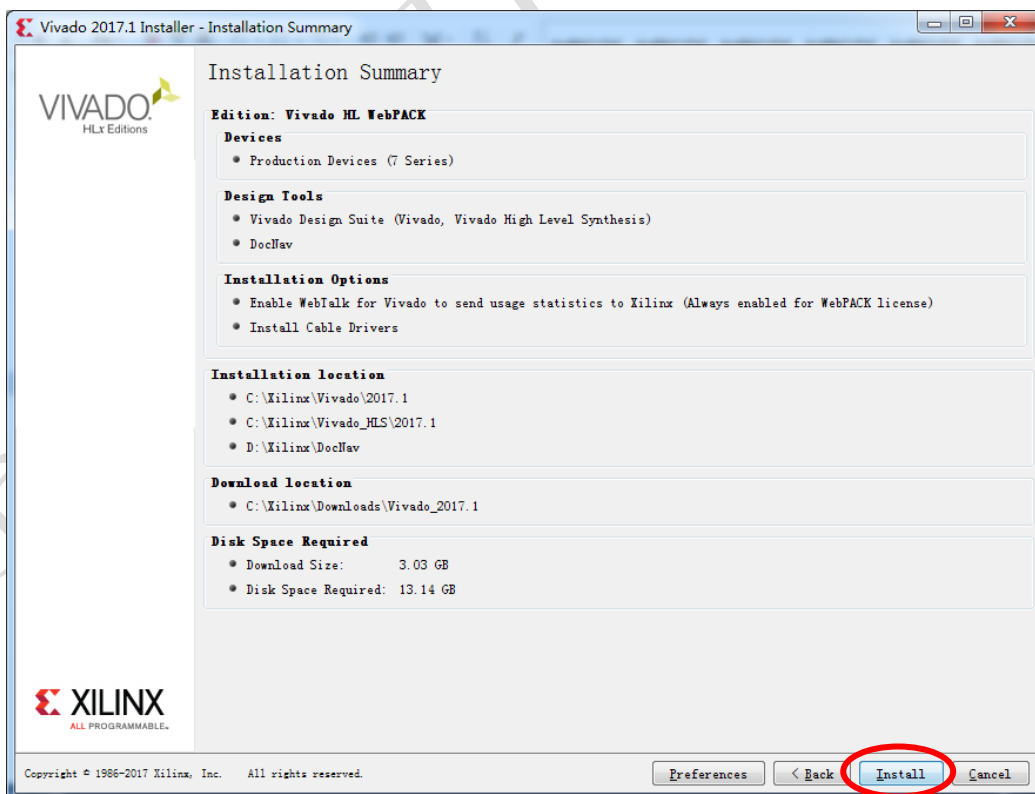 Vivado 2017.1 Installer - Installation Summary
VIVADO.
HLx Editions
Installation Summary
Edition: Vivado HL WebPACK
Devices
Production Devices (7 Series)
Design Tools
Vivado Design Suite (Vivado, Vivado High Level Synthesis)
DocNav
Installation Options
Enable WebTalk for Vivado to send usage statistics to Xilinx (Always enabled for WebPACK license)
Install Cable Drivers
Installation location
C:\Xilinx\Vivado\2017.1
C:\Xilinx\Vivado_HLS\2017.1
D:\Xilinx\DocNav
Download location
C:\Xilinx\Downloads\Vivado_2017.1
Disk Space Required
Download Size: 3.03 GB
Disk Space Required: 13.14 GB
XILINX
ALL PROGRAMMABLE.
Copyright © 1986-2017 Xilinx, Inc. All rights reserved.
Preferences < Back Install Cancel